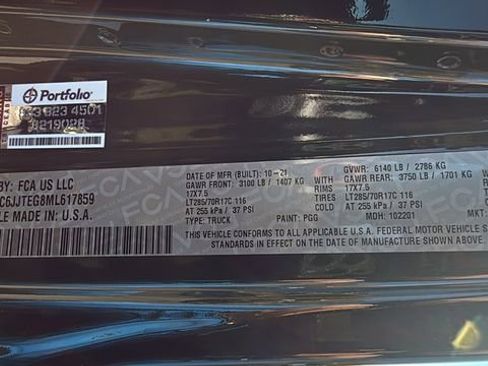 Portfolio
8219028
BY: FCA US LLC
DATE OF MFR (BUILT): 10-21
GVWR: 6140 LB / 2786 KG
C6JJTEG8ML617859
GAWR FRONT: 3100 LB / 1407 KG
WITH
GAWR REAR: 3750 LB / 1701 KG
WITH
17X7.5
RIMS
17X7.5
RIMS
LT285/70R17C 116
TIRES
LT285/70R17C 116
MADE IN U.S.A.
AT 255 kPa / 37 PSI
AT 255 kPa / 37 PSI
TYPE: TRUCK
PAINT: PGG
MDH: 102201
MKT:
THIS VEHICLE CONFORMS TO ALL APPLICABLE U.S.A. FEDERAL MOTOR VEHICLE
STANDARDS IN EFFECT ON THE DATE OF MANUFACTURE SHOWN ABOVE.